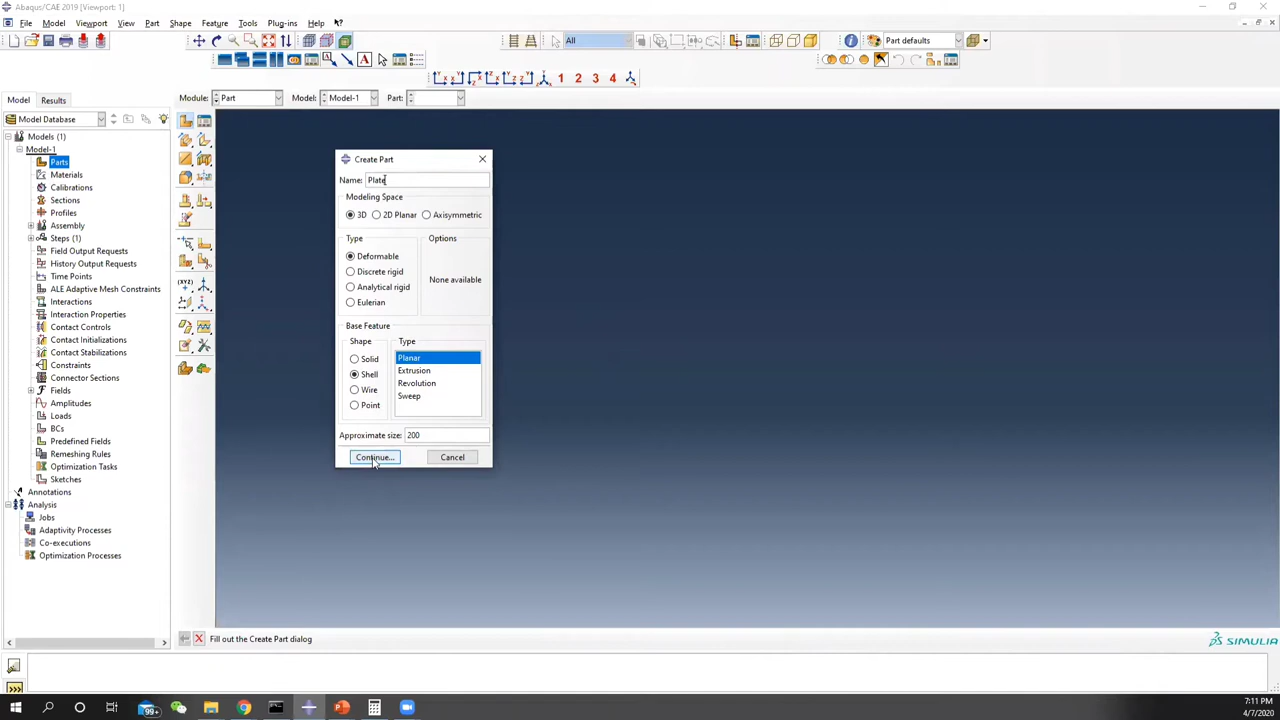 Abaqus/CAE 2019 [Viewport: 1]
File Model Viewport View Part Shape Feature Tools Plug-ins Help
All
Part defaults
A
1 2 3 4
Model Results
Module: Part Model: Model-1 Part:
Model Database
Models (1)
Model-1
Parts
Materials
Calibrations
Sections
Profiles
Assembly
Steps (1)
Field Output Requests
History Output Requests
Time Points
ALE Adaptive Mesh Constraints
Interactions
Interaction Properties
Contact Controls
Contact Initializations
Contact Stabilizations
Constraints
Connector Sections
Fields
Amplitudes
Loads
BCs
Predefined Fields
Remeshing Rules
Optimization Tasks
Sketches
Annotations
Analysis
Jobs
Adaptivity Processes
Co-executions
Optimization Processes
(XYZ)
Create Part
Name: Plate
Modeling Space
3D 2D Planar Axisymmetric
Type Options
Deformable
Discrete rigid
Analytical rigid
Eulerian
None available
Base Feature
Shape Type
Solid
Shell
Wire
Point
Planar
Extrusion
Revolution
Sweep
Approximate size: 200
Continue... Cancel
Fill out the Create Part dialog
SIMULIA
>>>
99+
7:11 PM
4/7/2020